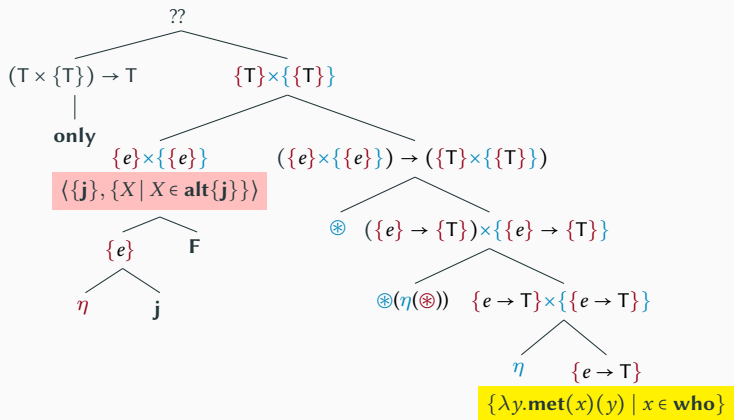 ??
(T × {T}) → T {T}×{{T}}
only
{e}×{{e}} ({e}×{{e}}) → ({T}×{{T}})
⟨{j}, {X | X ∈ alt{j}}⟩
{e} F ⊛ ({e} → {T})×{{e} → {T}}
η j ⊛(η(⊛)) {e → T}×{{e → T}}
η {e → T}
{λy.met(x)(y) | x ∈ who}